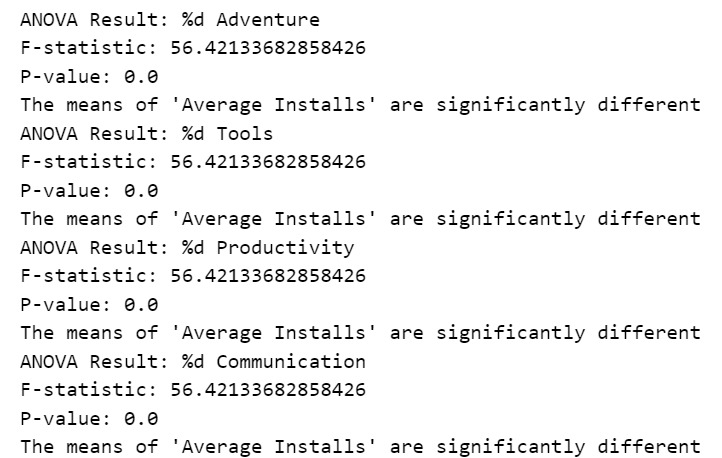 ANOVA Result: %d Adventure
F-statistic: 56.42133682858426
P-value: 0.0
The means of 'Average Installs' are significantly different
ANOVA Result: %d Tools
F-statistic: 56.42133682858426
P-value: 0.0
The means of 'Average Installs' are significantly different
ANOVA Result: %d Productivity
F-statistic: 56.42133682858426
P-value: 0.0
The means of 'Average Installs' are significantly different
ANOVA Result: %d Communication
F-statistic: 56.42133682858426
P-value: 0.0
The means of 'Average Installs' are significantly different